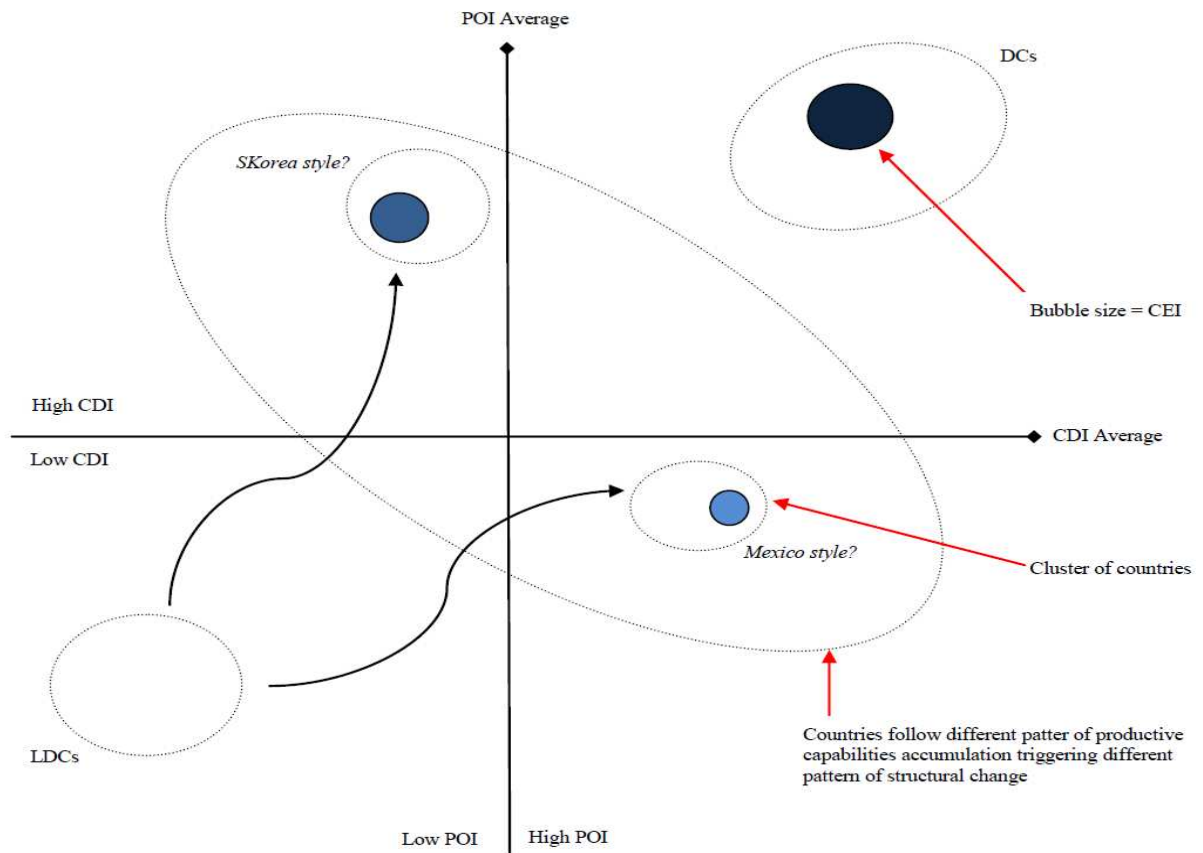 POI Average
DCs
SKorea style?
Bubble size = CEI
High CDI
CDI Average
Low CDI
Mexico style?
Cluster of countries
LDCs
Countries follow different patter of productive
capabilities accumulation triggering different
pattern of structural change
Low POI
High POI